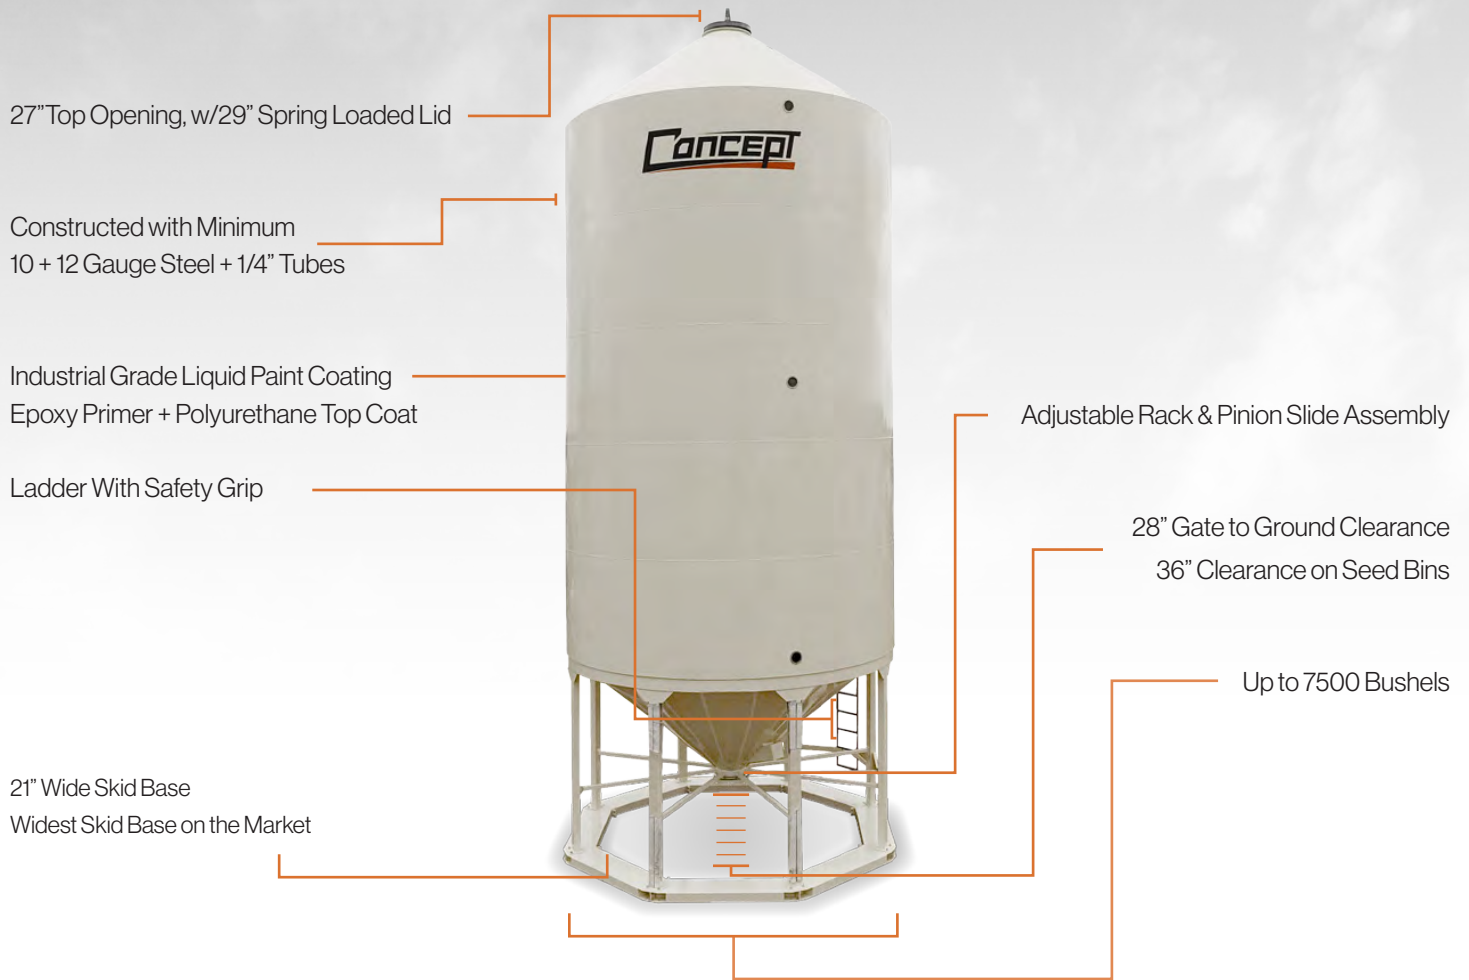 27” Top Opening, w/29” Spring Loaded Lid
CONCEPT
Constructed with Minimum
10 + 12 Gauge Steel + 1/4” Tubes
Industrial Grade Liquid Paint Coating
Epoxy Primer + Polyurethane Top Coat
Ladder With Safety Grip
21” Wide Skid Base
Widest Skid Base on the Market
Adjustable Rack & Pinion Slide Assembly
28” Gate to Ground Clearance
36” Clearance on Seed Bins
Up to 7500 Bushels